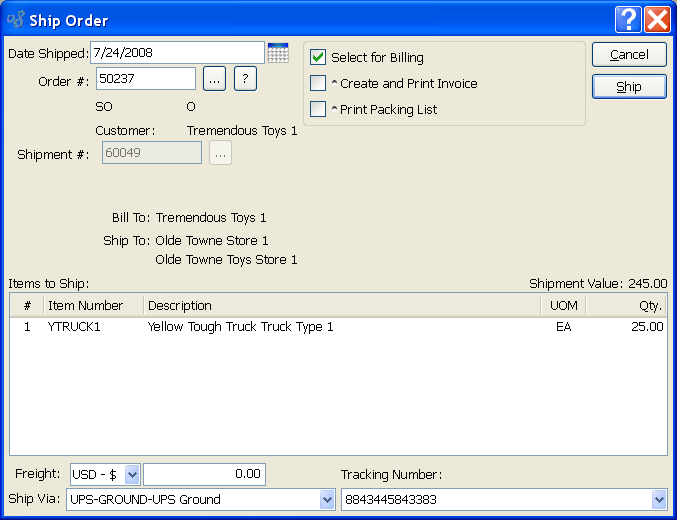 Ship Order
Date Shipped: 7/24/2008
Select for Billing
Cancel
Order #: 50237 ... ?
^ Create and Print Invoice
Ship
SO O
^ Print Packing List
Customer: Tremendous Toys 1
Shipment #: 60049 ...
Bill To: Tremendous Toys 1
Ship To: Olde Towne Store 1
Olde Towne Toys Store 1
Items to Ship: Shipment Value: 245.00
# Item Number Description UOM Qty.
1 YTRUCK1 Yellow Tough Truck Truck Type 1 EA 25.00
Freight: USD - $ 0.00 Tracking Number:
Ship Via: UPS-GROUND-UPS Ground 8843445843383